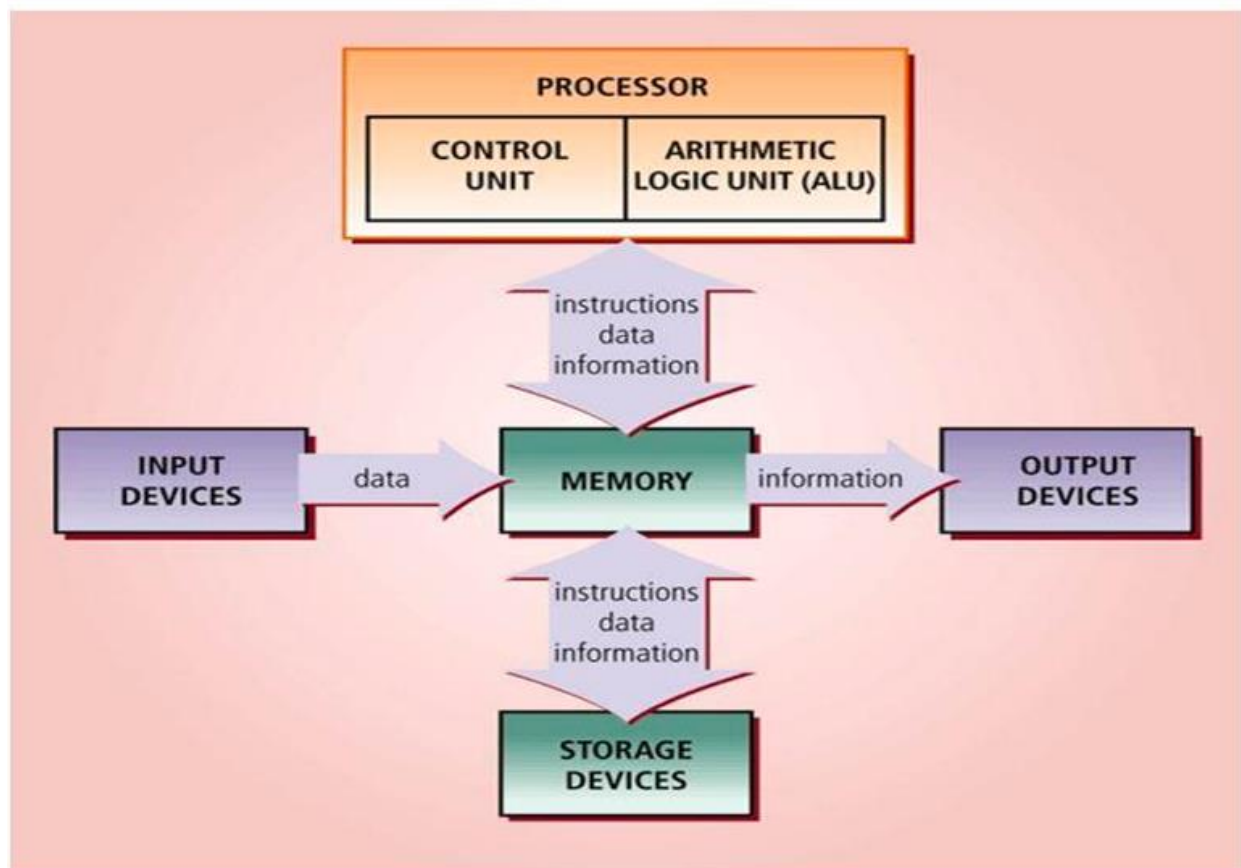 PROCESSOR
CONTROL
UNIT
ARITHMETIC
LOGIC UNIT (ALU)
instructions
data
information
INPUT
DEVICES
data
MEMORY
information
OUTPUT
DEVICES
instructions
data
information
STORAGE
DEVICES